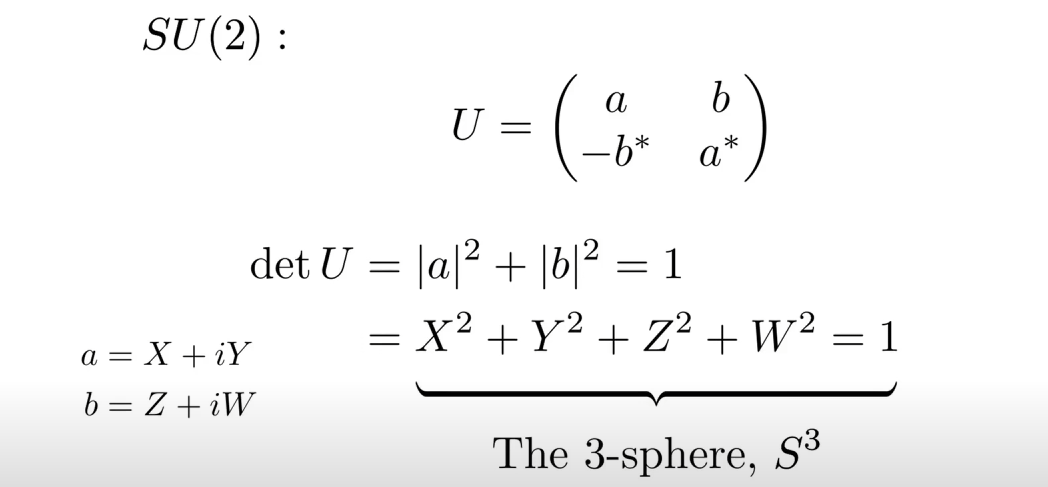 SU(2) :
U = ( a b
−b* a* )
det U = |a|² + |b|² = 1
= X² + Y² + Z² + W² = 1
a = X + iY
b = Z + iW
The 3-sphere, S³